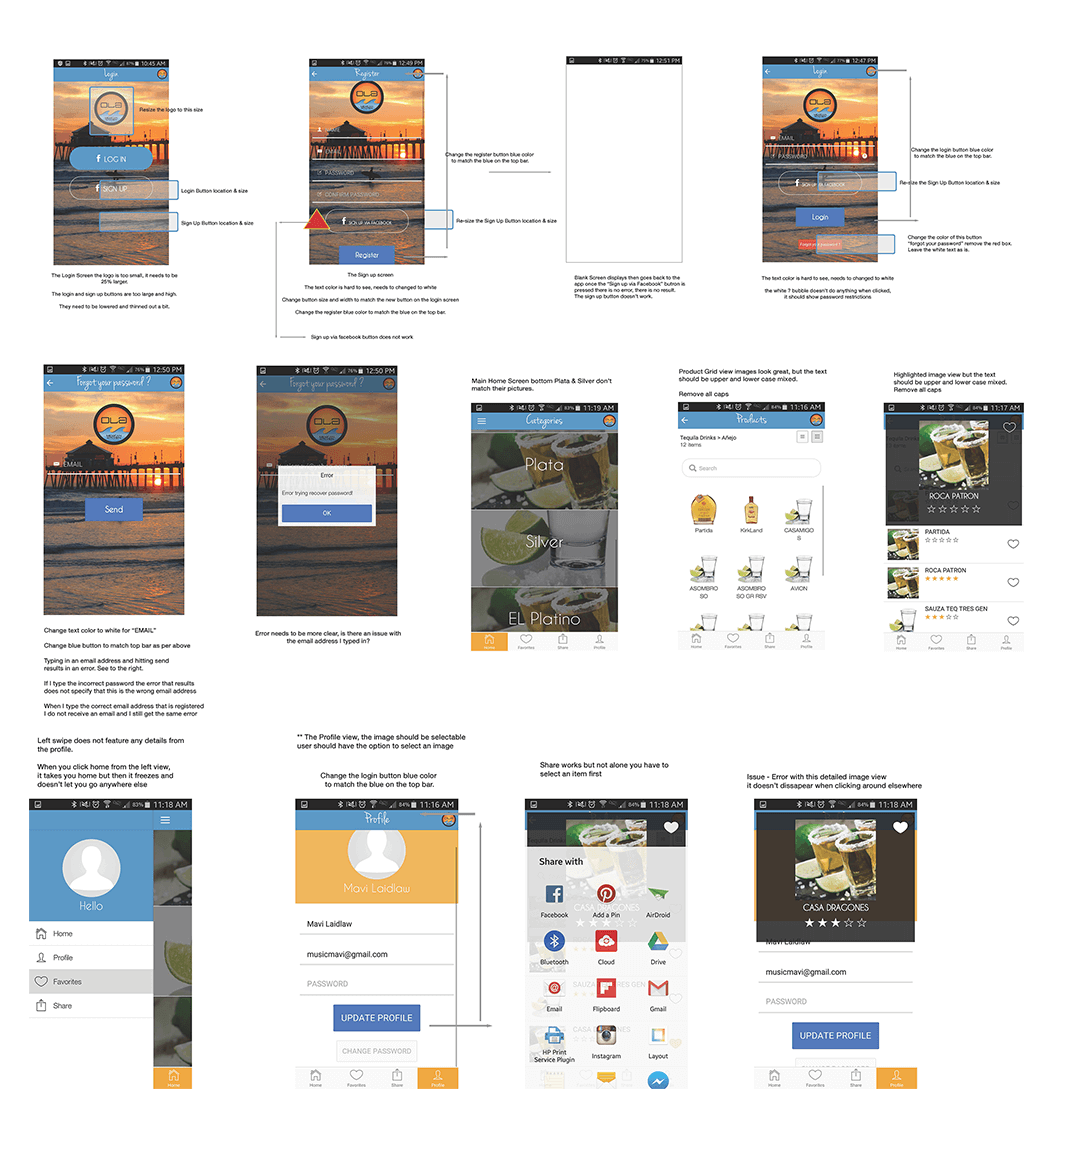 10:45 AM
Login
OLA
Resize the logo to this size
LOG IN
SIGN UP
Login Button location & size
Sign Up Button location & size
The Login Screen the logo is too small, it needs to be
25% larger.
The login and sign up buttons are too large and high.
They need to be lowered and thinned out a bit.
12:49 PM
Register
OLA
NAME
EMAIL
PASSWORD
CONFIRM PASSWORD
SIGN UP VIA FACEBOOK
Register
Change the register button blue color
to match the blue on the top bar.
Re-size the Sign Up Button location & size
The Sign up screen
The text color is hard to see, needs to changed to white
Change button size and width to match the new button on the login screen
Change the register blue color to match the blue on the top bar.
Sign up via facebook button does not work
75% 12:51 PM
Blank Screen displays then goes back to the
app once the "Sign up via Facebook" button is
pressed there is no error, there is no result.
The sign up button doesn't work.
12:47 PM
Login
OLA
EMAIL
PASSWORD
SIGN UP VIA FACEBOOK
Login
Forgot your password ?
Change the login button blue color
to match the blue on the top bar.
Re-size the Sign Up Button location & size
Change the color of this button
"forgot your password" remove the red box.
Leave the white text as is.
The text color is hard to see, needs to changed to white
the white ? bubble doesn't do anything when clicked,
it should show password restrictions
76% 12:50 PM
Forgot your password ?
OLA
EMAIL
Send
Change text color to white for "EMAIL"
Change blue button to match top bar as per above
Typing in an email address and hitting send
results in an error. See to the right.
If I type the incorrect password the error that results
does not specify that this is the wrong email address
When I type the correct email address that is registered
I do not receive an email and I still get the same error
76% 12:50 PM
Forgot your password ?
OLA
EMAIL
Error
Error trying recover password!
OK
Error needs to be more clear, is there an issue with
the email address I typed in?
Main Home Screen bottom Plata & Silver don't
match their pictures.
83% 11:19 AM
Categories
Plata
Silver
EL Platino
Home
Favorites
Share
Profile
Product Grid view images look great, but the text
should be upper and lower case mixed.
Remove all caps
84% 11:16 AM
Products
Tequila Drinks > Añejo
12 items
Search
Partida
KirkLand
CASAMIGO
S
ASOMBRO
SO
ASOMBRO
SO OR RSV
AVION
Home
Favorites
Share
Profile
Highlighted image view but the text
should be upper and lower case mixed.
Remove all caps
84% 11:17 AM
Tequila Drinks > Añejo
ROCA PATRON
PARTIDA
ROCA PATRON
SAUZA TEQ TRES GEN
Home
Favorites
Share
Profile
Left swipe does not feature any details from
the profile.
When you click home from the left view,
it takes you home but then it freezes and
doesn't let you go anywhere else
83% 11:18 AM
Hello
Home
Profile
Favorites
Share
Home
** The Profile view, the image should be selectable
user should have the option to select an image
Change the login button blue color
to match the blue on the top bar.
84% 11:16 AM
Profile
Mavi Laidlaw
Mavi Laidlaw
musicmavi@gmail.com
PASSWORD
UPDATE PROFILE
CHANGE PASSWORD
Home
Favorites
Share
Profile
Share works but not alone you have to
select an item first
84% 11:18 AM
Share with
Facebook
Add a Pin
AirDroid
Bluetooth
Cloud
Drive
SAUZA TEQ TRES GEN
Email
Flipboard
Gmail
CASA DRAGONES
HP Print
Service Plugin
Instagram
Layout
Issue - Error with this detailed image view
it doesn't dissapear when clicking around elsewhere
84% 11:18 AM
CASA DRAGONES
Mavi Laidlaw
musicmavi@gmail.com
PASSWORD
UPDATE PROFILE
Home
Favorites
Share
Profile